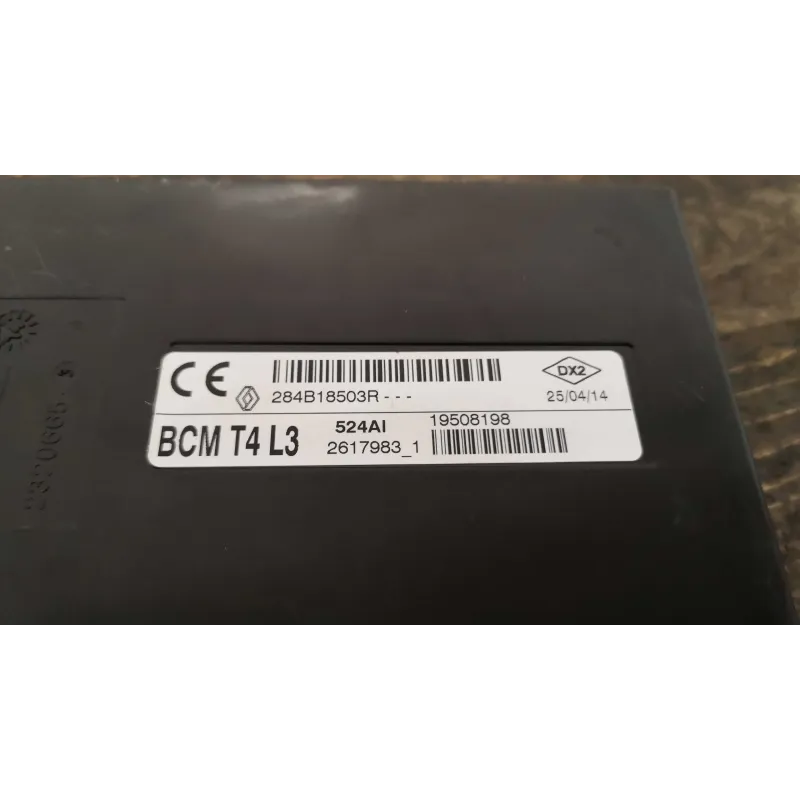 CE
284B18503R---
DX2
25/04/14
BCM T4 L3
524AI
19508198
2617983_1